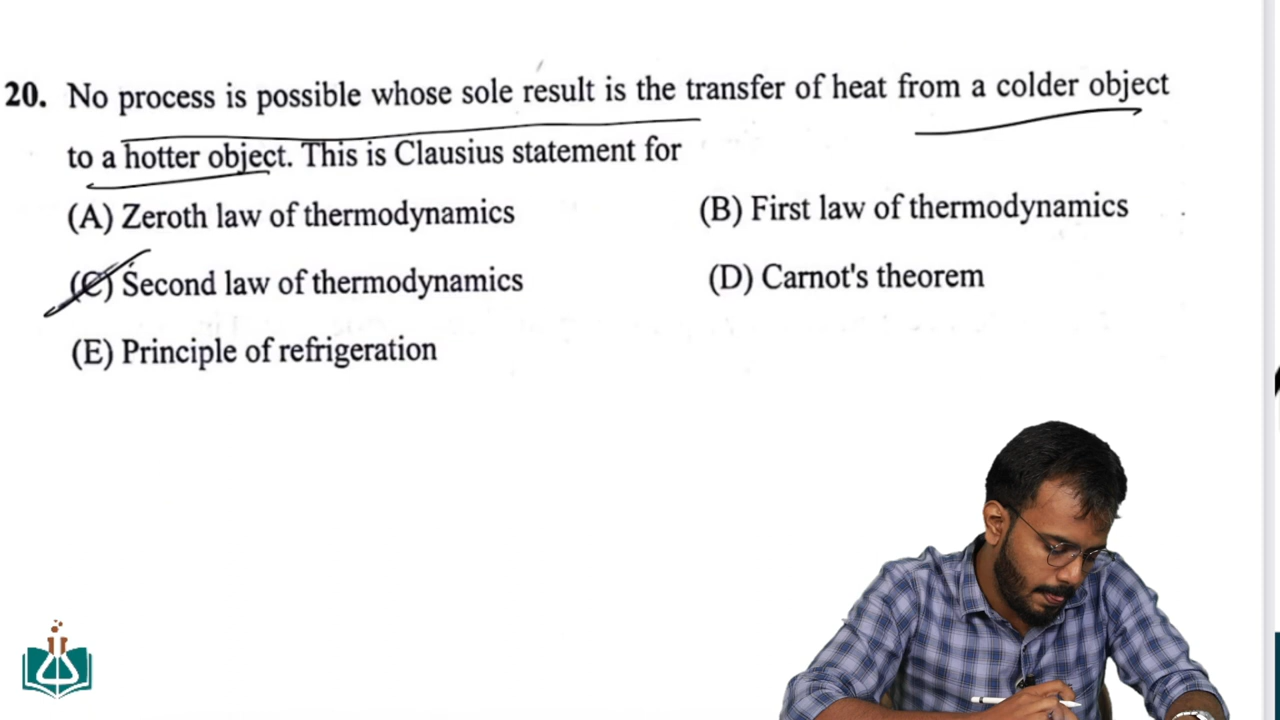 20. No process is possible whose sole result is the transfer of heat from a colder object
to a hotter object. This is Clausius statement for
(A) Zeroth law of thermodynamics (B) First law of thermodynamics
(C) Second law of thermodynamics (D) Carnot's theorem
(E) Principle of refrigeration